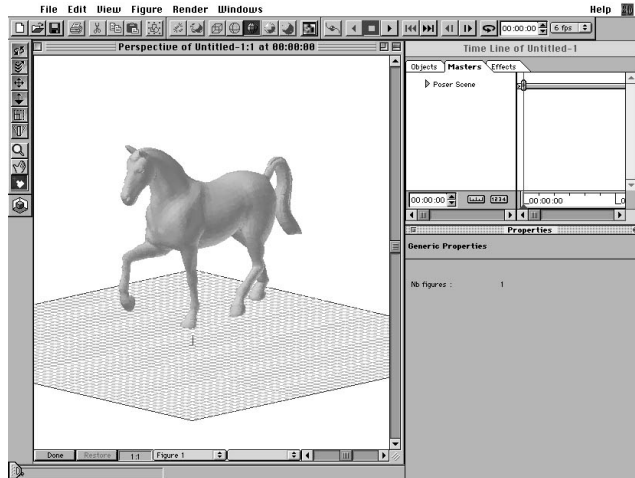 File Edit View Figure Render Windows Help
00:00:00 6 fps
Perspective of Untitled-1:1 at 00:00:00
Time Line of Untitled-1
Objects Masters Effects
Poser Scene
00:00:00 1234 00:00:00 0
Properties
Generic Properties
Nb figures : 1
Done Restore 1:1 Figure 1